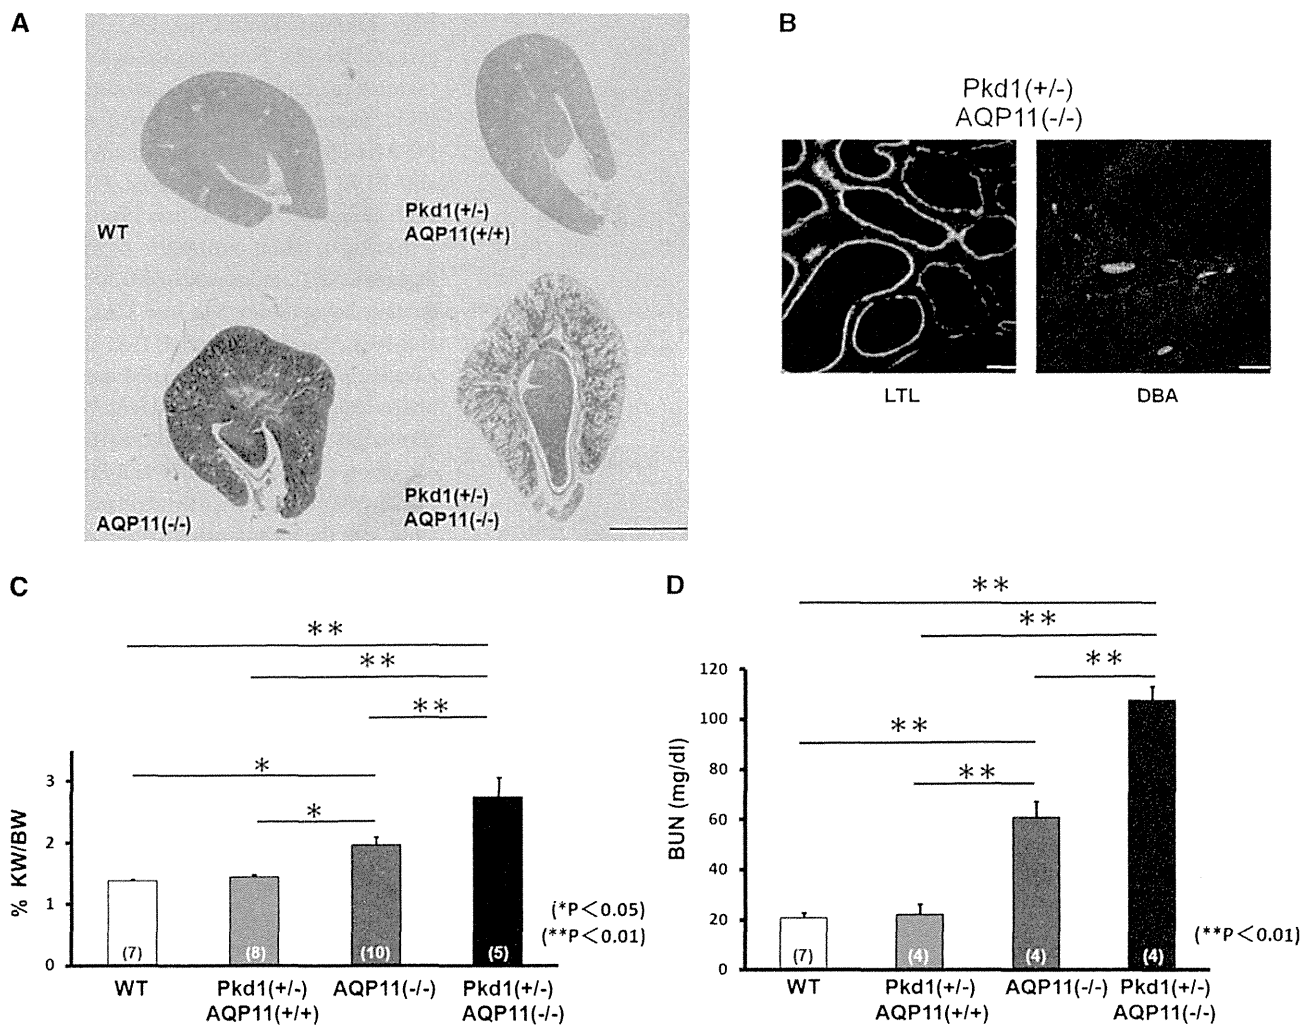 A
WT
Pkd1(+/-)
AQP11(+/+)
AQP11(-/-)
Pkd1(+/-)
AQP11(-/-)
B
Pkd1(+/-)
AQP11(-/-)
LTL
DBA
C
**
**
**
*
*
% KW/BW
3
2
1
0
(7)
(8)
(10)
(5)
(*P<0.05)
(**P<0.01)
WT
Pkd1(+/-)
AQP11(+/+)
AQP11(-/-)
Pkd1(+/-)
AQP11(-/-)
D
**
**
**
**
**
BUN (mg/dl)
120
100
80
60
40
20
0
(7)
(4)
(4)
(4)
(**P<0.01)
WT
Pkd1(+/-)
AQP11(+/+)
AQP11(-/-)
Pkd1(+/-)
AQP11(-/-)